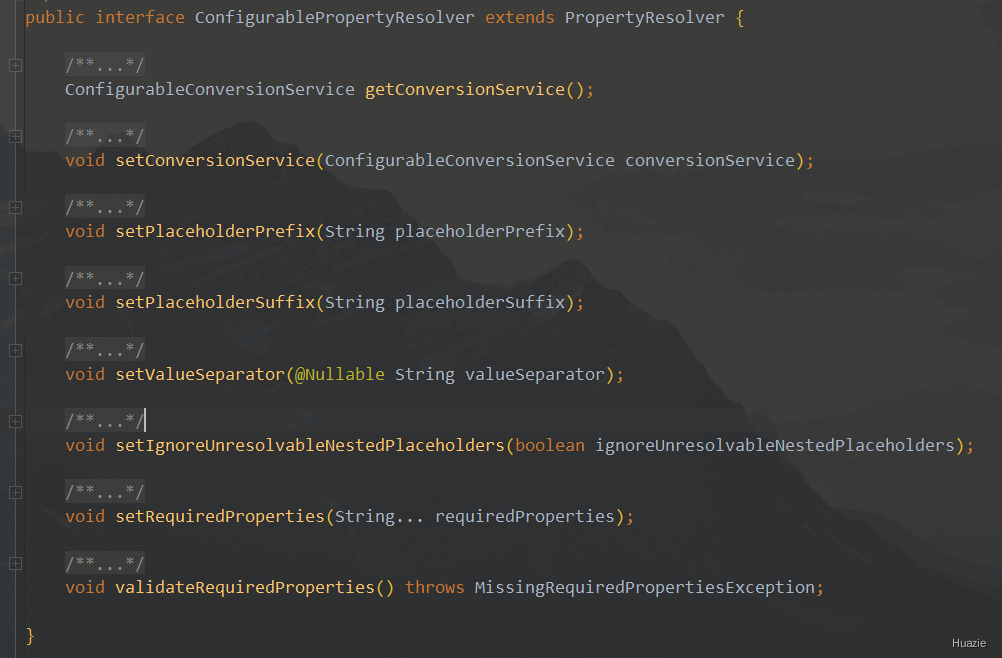 public interface ConfigurablePropertyResolver extends PropertyResolver {
/**...*/
ConfigurableConversionService getConversionService();
/**...*/
void setConversionService(ConfigurableConversionService conversionService);
/**...*/
void setPlaceholderPrefix(String placeholderPrefix);
/**...*/
void setPlaceholderSuffix(String placeholderSuffix);
/**...*/
void setValueSeparator(@Nullable String valueSeparator);
/**...*/
void setIgnoreUnresolvableNestedPlaceholders(boolean ignoreUnresolvableNestedPlaceholders);
/**...*/
void setRequiredProperties(String... requiredProperties);
/**...*/
void validateRequiredProperties() throws MissingRequiredPropertiesException;
}
Huazie